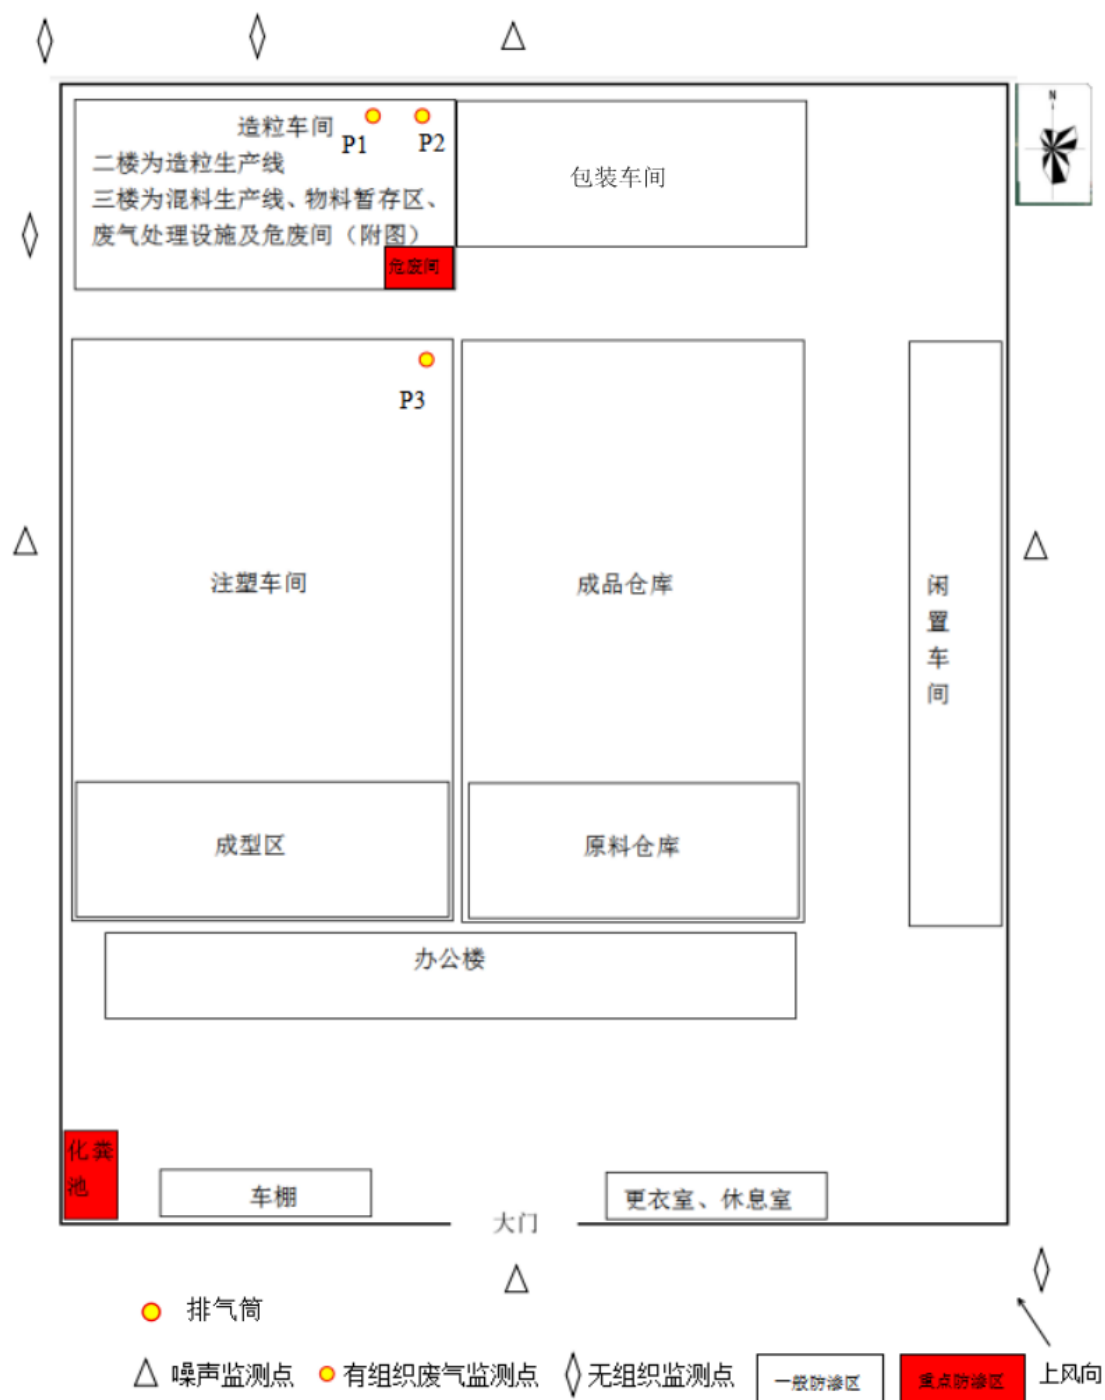 N
造粒车间
P1
P2
二楼为造粒生产线
三楼为混料生产线、物料暂存区、
废气处理设施及危废间（附图）
危废间
包装车间
P3
注塑车间
成品仓库
闲
置
车
间
成型区
原料仓库
办公楼
化粪
池
车棚
更衣室、休息室
大门
排气筒
噪声监测点
有组织废气监测点
无组织监测点
一般防渗区
重点防渗区
上风向